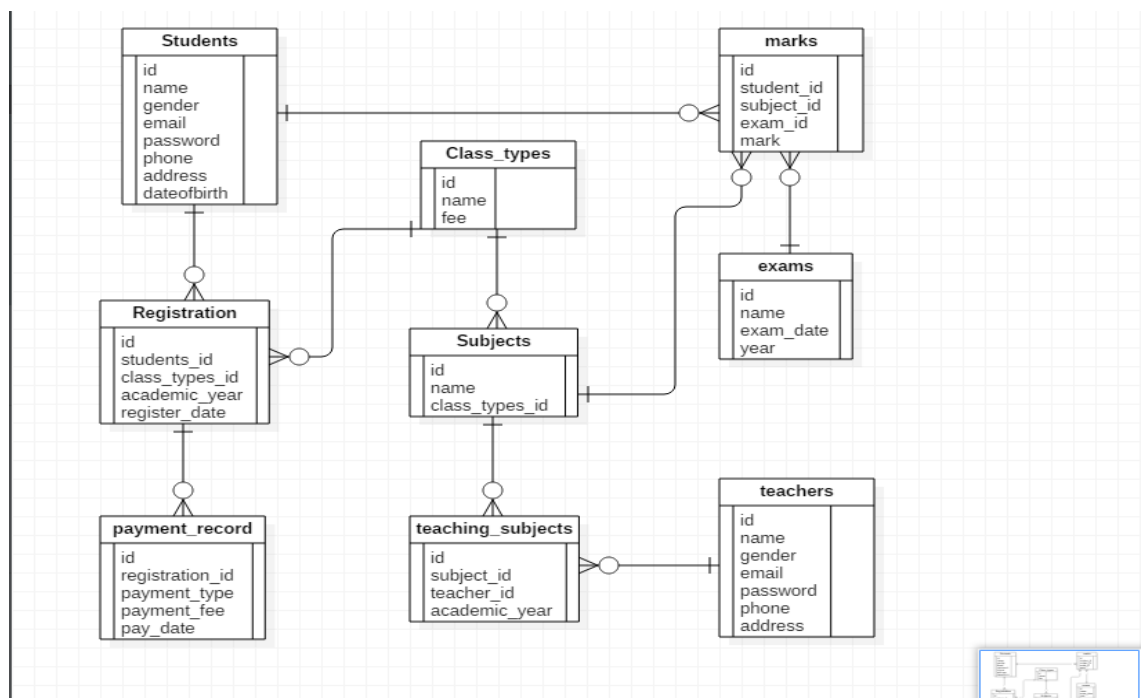 Students
id
name
gender
email
password
phone
address
dateofbirth
marks
id
student_id
subject_id
exam_id
mark
Class_types
id
name
fee
exams
id
name
exam_date
year
Registration
id
students_id
class_types_id
academic_year
register_date
Subjects
id
name
class_types_id
payment_record
id
registration_id
payment_type
payment_fee
pay_date
teaching_subjects
id
subject_id
teacher_id
academic_year
teachers
id
name
gender
email
password
phone
address